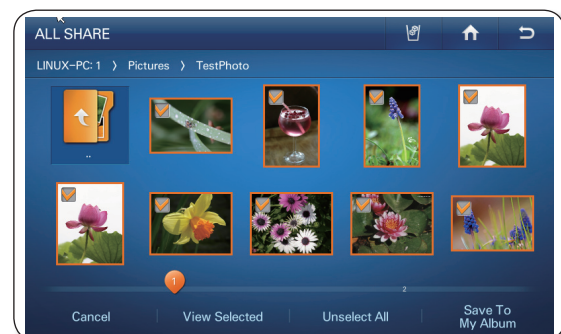 ALL SHARE
LINUX-PC: 1 > Pictures > TestPhoto
..
1
2
Cancel
View Selected
Unselect All
Save To
My Album